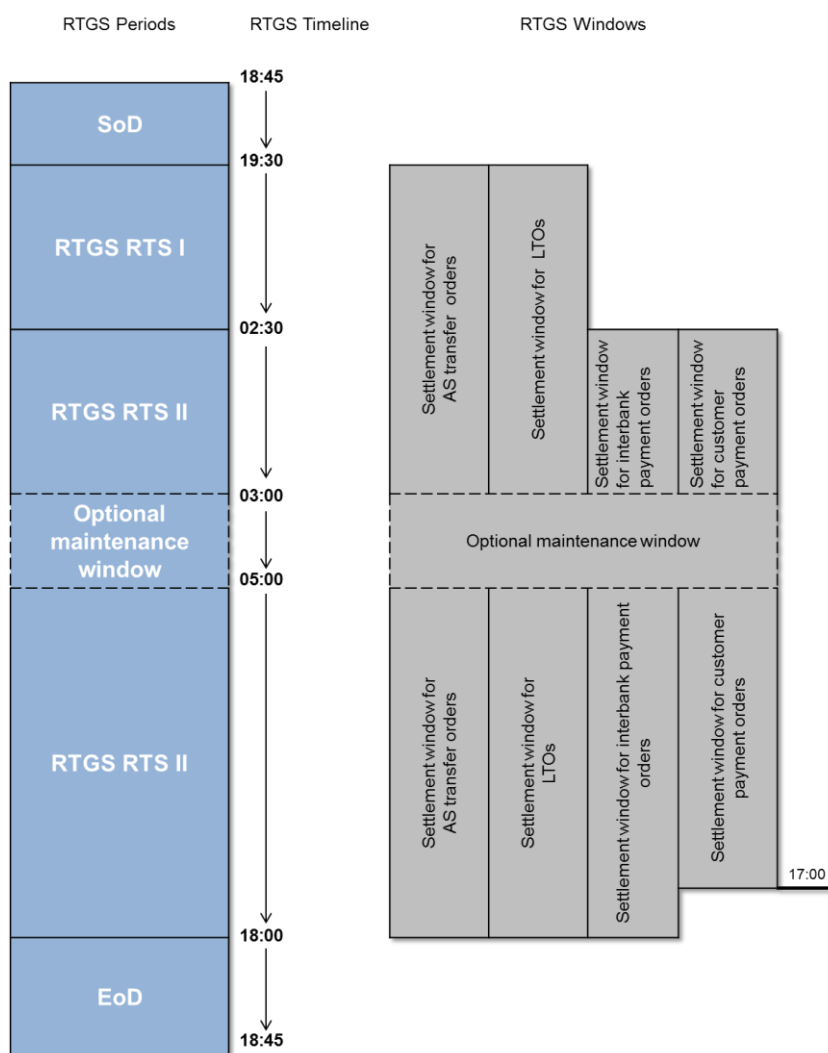 RTGS Periods
RTGS Timeline
RTGS Windows
18:45
SoD
19:30
RTGS RTS I
Settlement window for
AS transfer orders
Settlement window for LTOs
02:30
RTGS RTS II
Settlement window
for interbank
payment orders
Settlement window
for customer
payment orders
03:00
Optional
maintenance
window
Optional maintenance window
05:00
RTGS RTS II
Settlement window for
AS transfer orders
Settlement window for
LTOs
Settlement window for interbank payment
orders
Settlement window for customer
payment orders
17:00
18:00
EoD
18:45